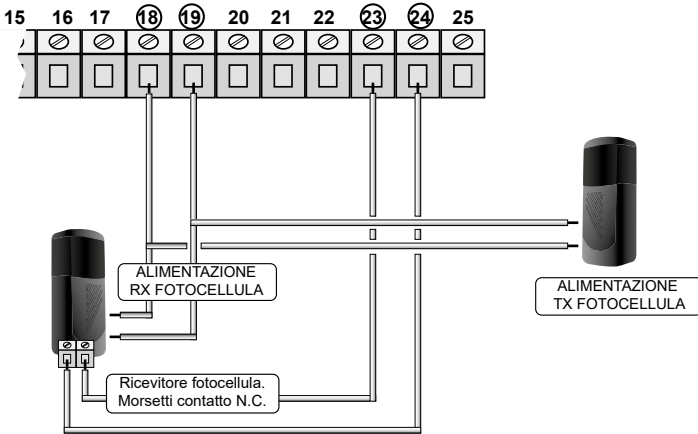 15 16 17 18 19 20 21 22 23 24 25
ALIMENTAZIONE
RX FOTOCELLULA
ALIMENTAZIONE
TX FOTOCELLULA
Ricevitore fotocellula.
Morsetti contatto N.C.